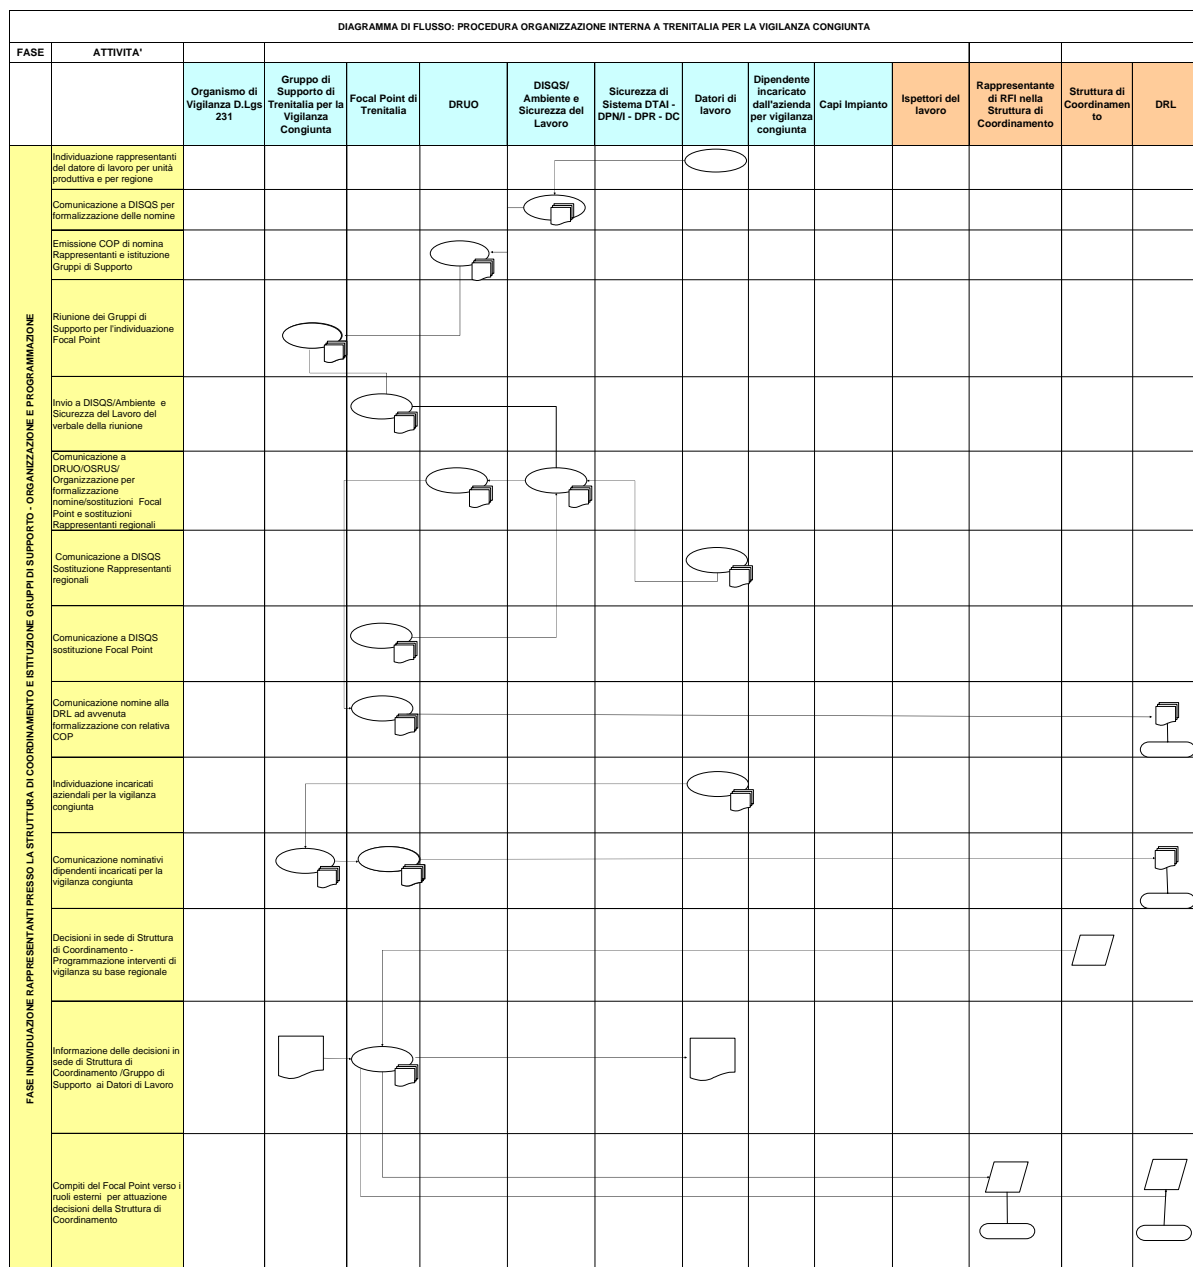 DIAGRAMMA DI FLUSSO: PROCEDURA ORGANIZZAZIONE INTERNA A TRENITALIA PER LA VIGILANZA CONGIUNTA
FASE
ATTIVITA'
Organismo di
Vigilanza D.Lgs
231
Gruppo di
Supporto di
Trenitalia per la
Vigilanza
Congiunta
Focal Point di
Trenitalia
DRUO
DISQS/
Ambiente e
Sicurezza del
Lavoro
Sicurezza di
Sistema DTAI -
DPN/I - DPR - DC
Datori di
lavoro
Dipendente
incaricato
dall'azienda
per vigilanza
congiunta
Capi Impianto
Ispettori del
lavoro
Rappresentante
di RFI nella
Struttura di
Coordinamento
Struttura di
Coordinamen
to
DRL
FASE INDIVIDUAZIONE RAPPRESENTANTI PRESSO LA STRUTTURA DI COORDINAMENTO E ISTITUZIONE GRUPPI DI SUPPORTO - ORGANIZZAZIONE E PROGRAMMAZIONE
Individuazione rappresentanti
del datore di lavoro per unità
produttiva e per regione
Comunicazione a DISQS per
formalizzazione delle nomine
Emissione COP di nomina
Rappresentanti e istituzione
Gruppi di Supporto
Riunione dei Gruppi di
Supporto per l'individuazione
Focal Point
Invio a DISQS/Ambiente e
Sicurezza del Lavoro del
verbale della riunione
Comunicazione a
DRUO/OSRUS/
Organizzazione per
formalizzazione
nomine/sostituzioni Focal
Point e sostituzioni
Rappresentanti regionali
Comunicazione a DISQS
Sostituzione Rappresentanti
regionali
Comunicazione a DISQS
sostituzione Focal Point
Comunicazione nomine alla
DRL ad avvenuta
formalizzazione con relativa
COP
Individuazione incaricati
aziendali per la vigilanza
congiunta
Comunicazione nominativi
dipendenti incaricati per la
vigilanza congiunta
Decisioni in sede di Struttura
di Coordinamento -
Programmazione interventi di
vigilanza su base regionale
Informazione delle decisioni in
sede di Struttura di
Coordinamento /Gruppo di
Supporto ai Datori di Lavoro
Compiti del Focal Point verso i
ruoli esterni per attuazione
decisioni della Struttura di
Coordinamento